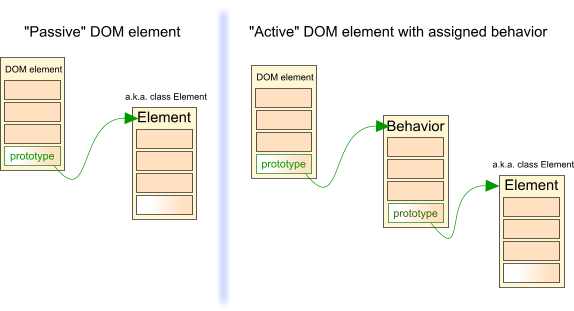 "Passive" DOM element
DOM element
prototype
a.k.a. class Element
Element
"Active" DOM element with assigned behavior
DOM element
prototype
Behavior
prototype
a.k.a. class Element
Element